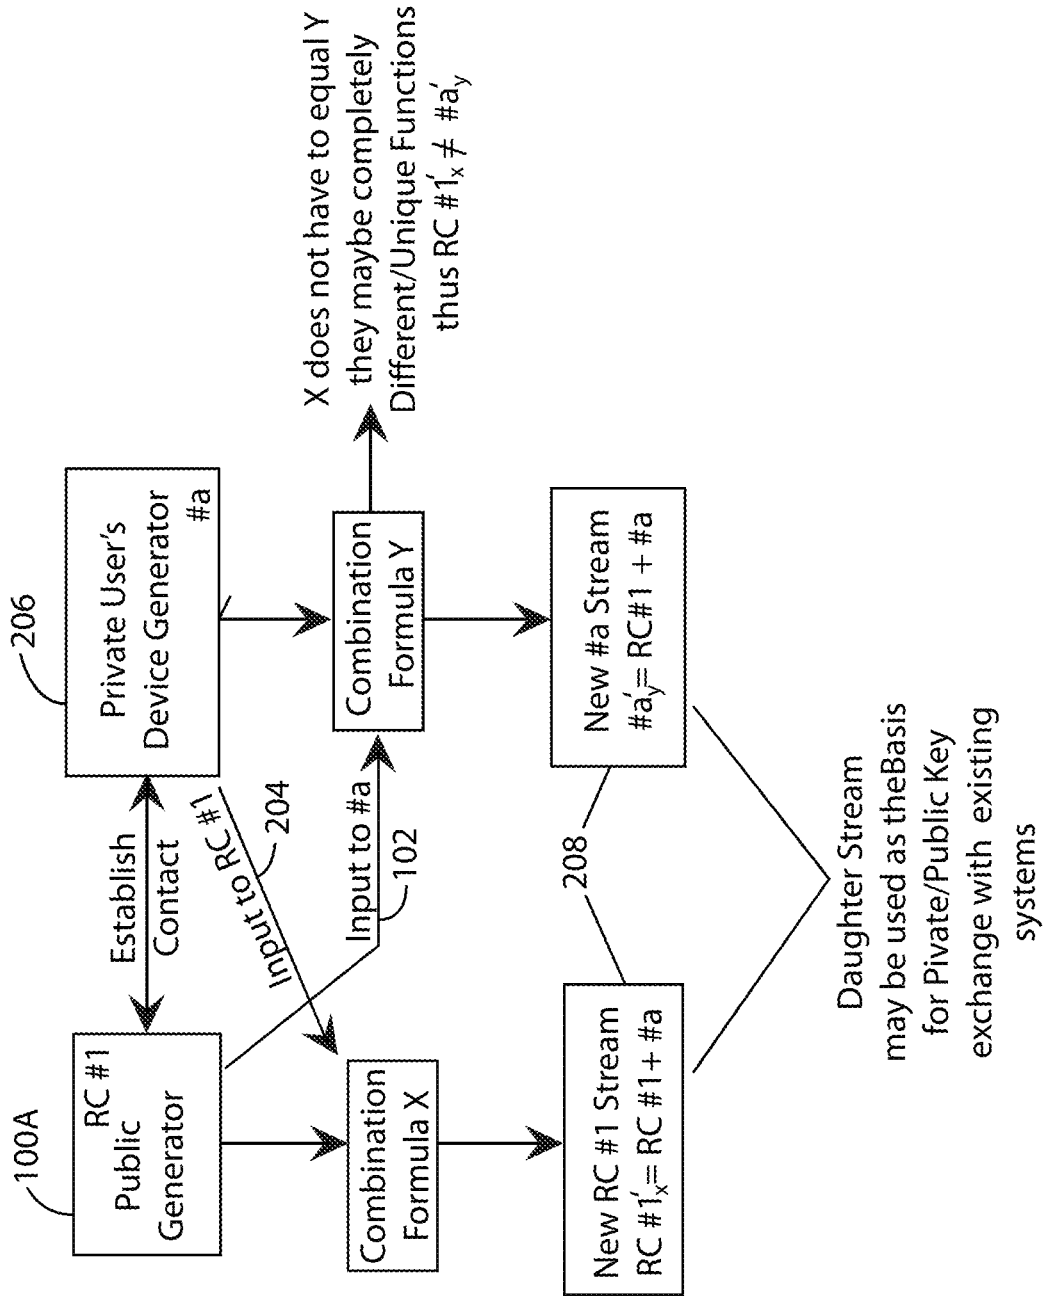 100A
RC #1
Public
Generator
Establish
Contact
206
Private User's
Device Generator
#a
Input to RC #1
204
Input to #a
102
Combination
Formula X
Combination
Formula Y
X does not have to equal Y
they maybe completely
Different/Unique Functions
thus RC #1'x ≠ #a'y
New RC #1 Stream
RC #1'x= RC #1+ #a
208
New #a Stream
#a'y= RC#1 + #a
Daughter Stream
may be used as theBasis
for Pivate/Public Key
exchange with existing
systems